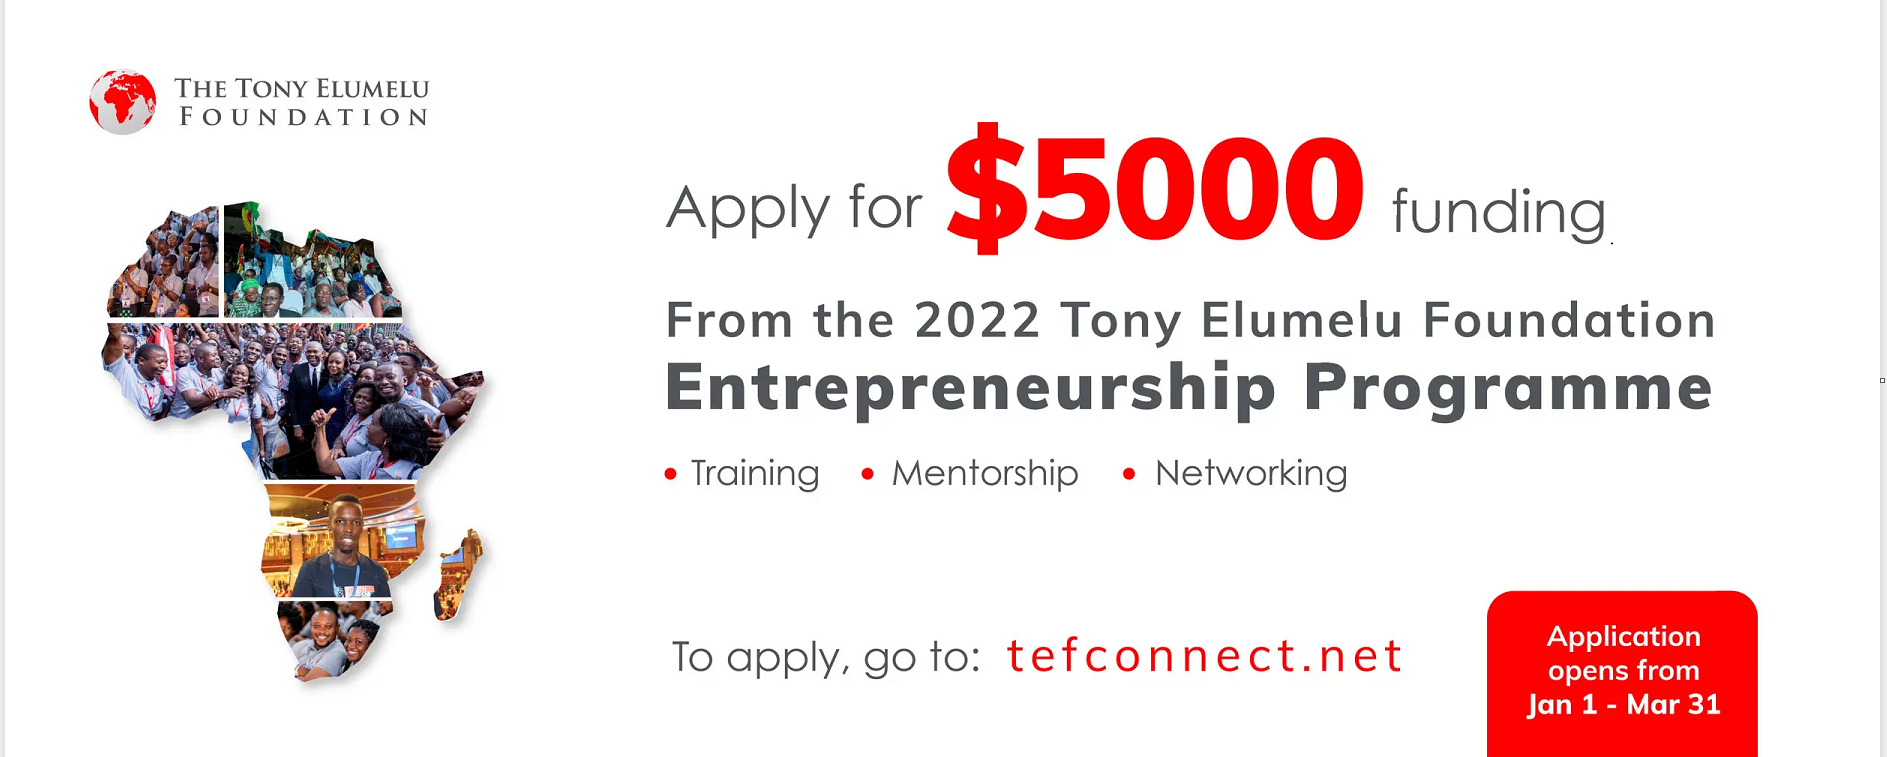 THE TONY ELUMELU
FOUNDATION
Apply for $5000 funding
From the 2022 Tony Elumelu Foundation
Entrepreneurship Programme
• Training • Mentorship • Networking
To apply, go to: tefconnect.net
Application
opens from
Jan 1 - Mar 31